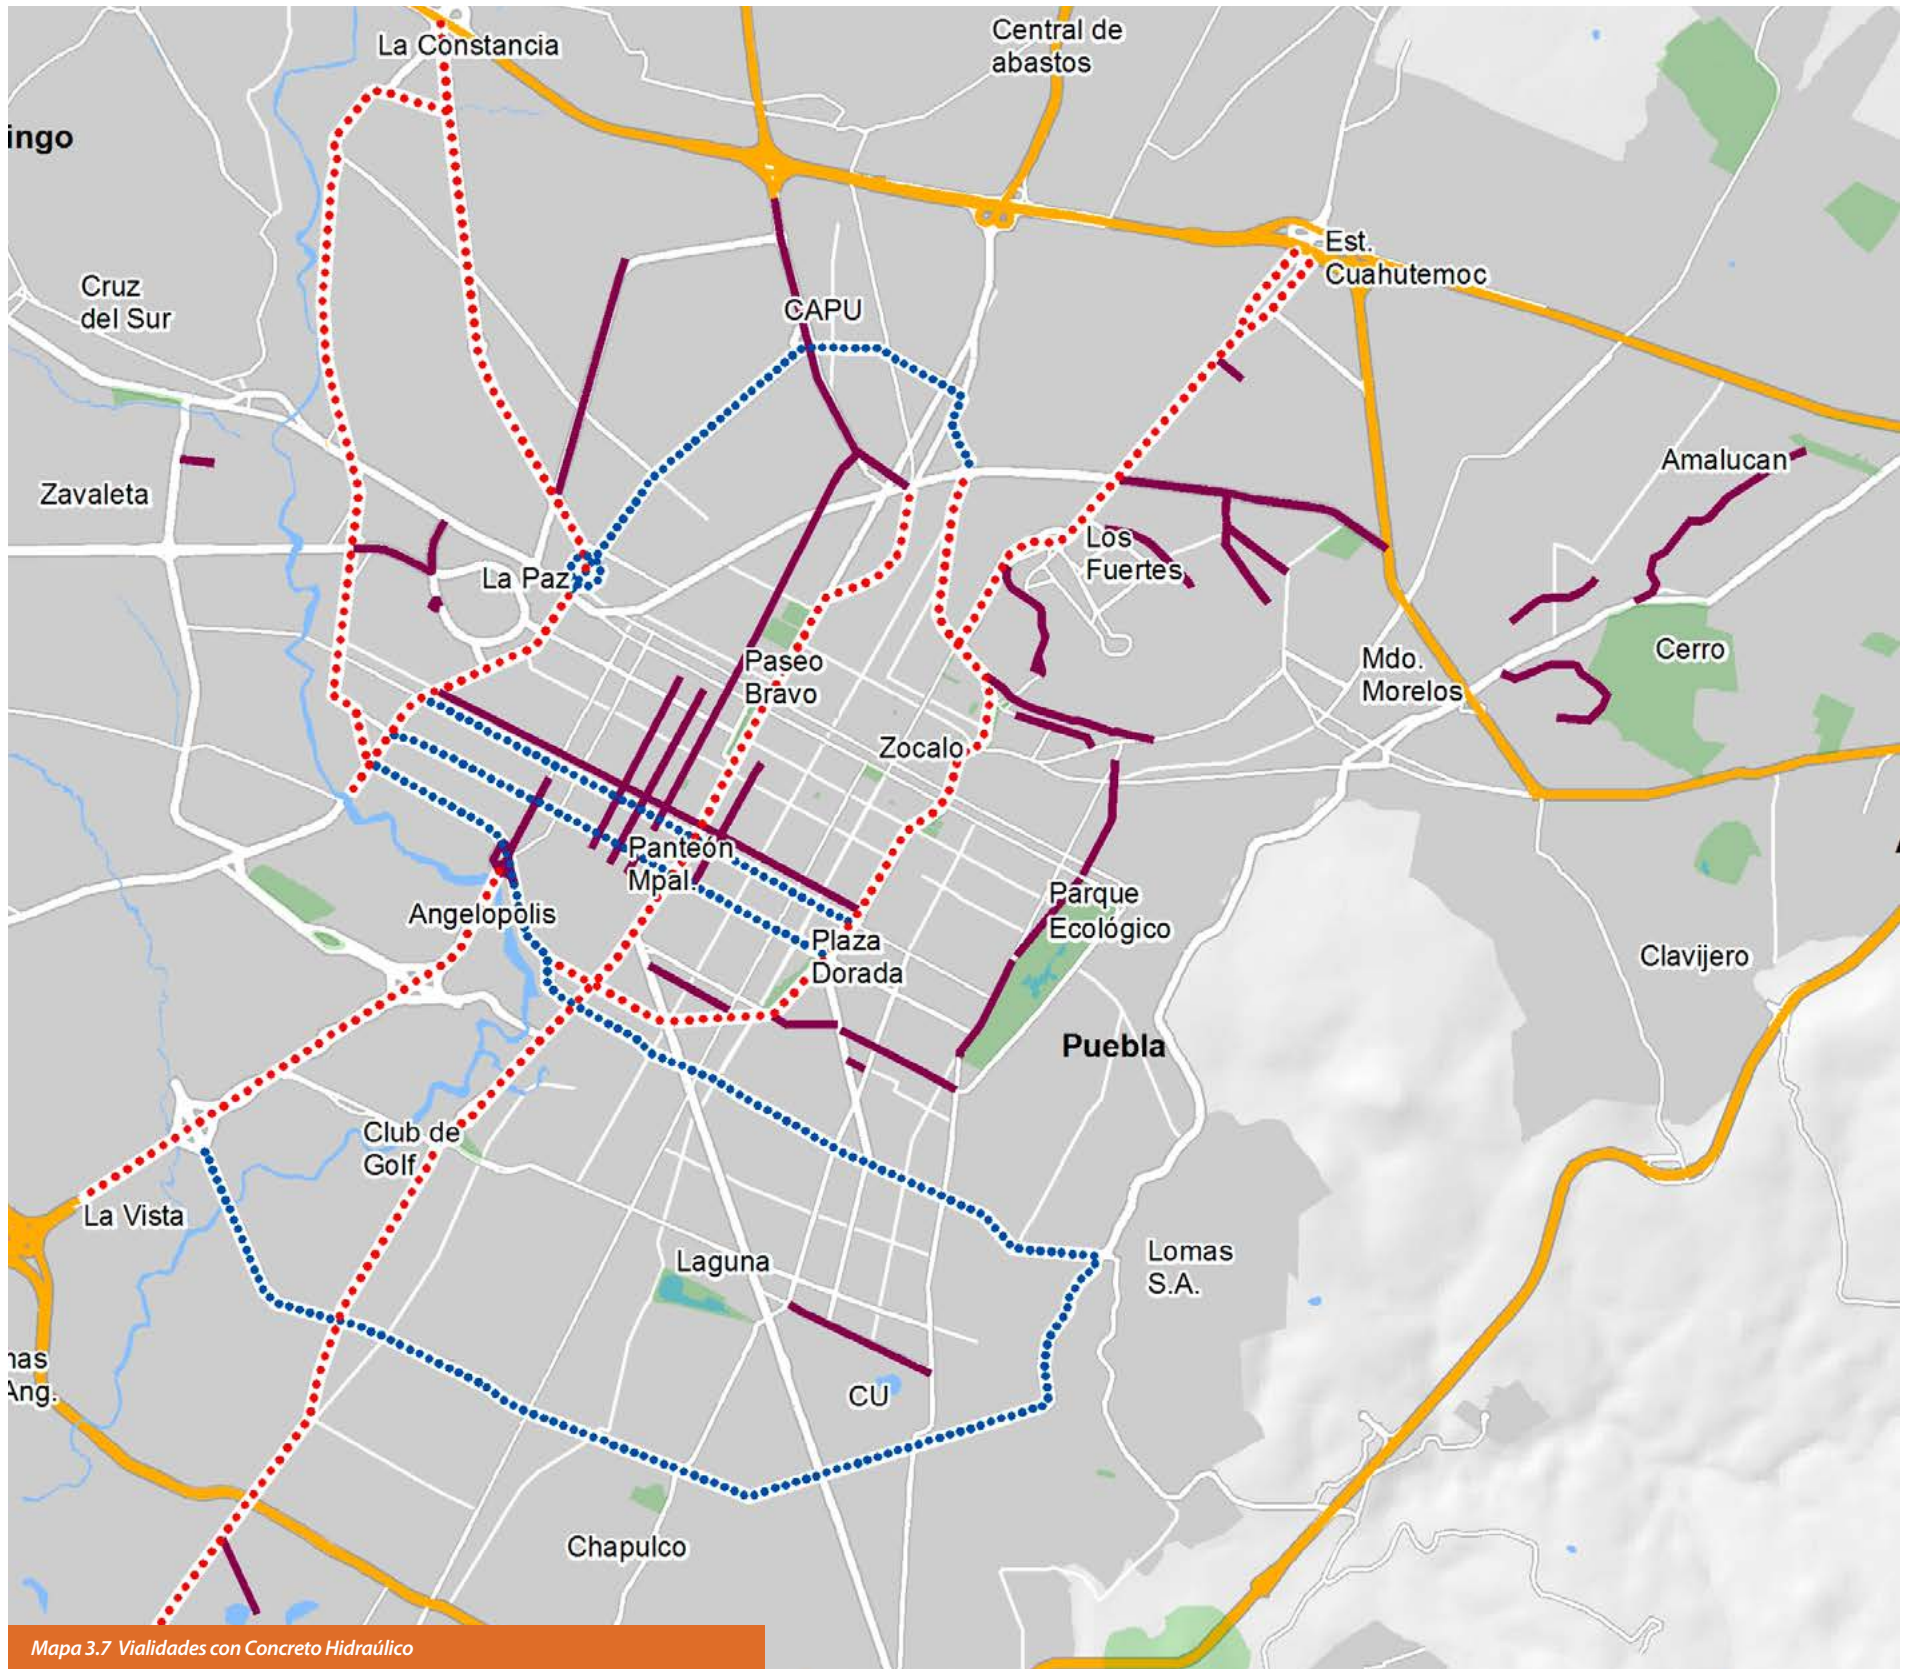 La Constancia
Central de
abastos
ingo
Est.
Cuahutemoc
Cruz
del Sur
CAPU
Amalucan
Zavaleta
Los
Fuertes
La Paz
Cerro
Paseo
Bravo
Mdo.
Morelos
Zocalo
Panteón
Mpal.
Parque
Ecológico
Angelopolis
Plaza
Dorada
Clavijero
Puebla
Club de
Golf
La Vista
Laguna
Lomas
S.A.
nas
Ang.
CU
Chapulco
Mapa 3.7 Vialidades con Concreto Hidraúlico